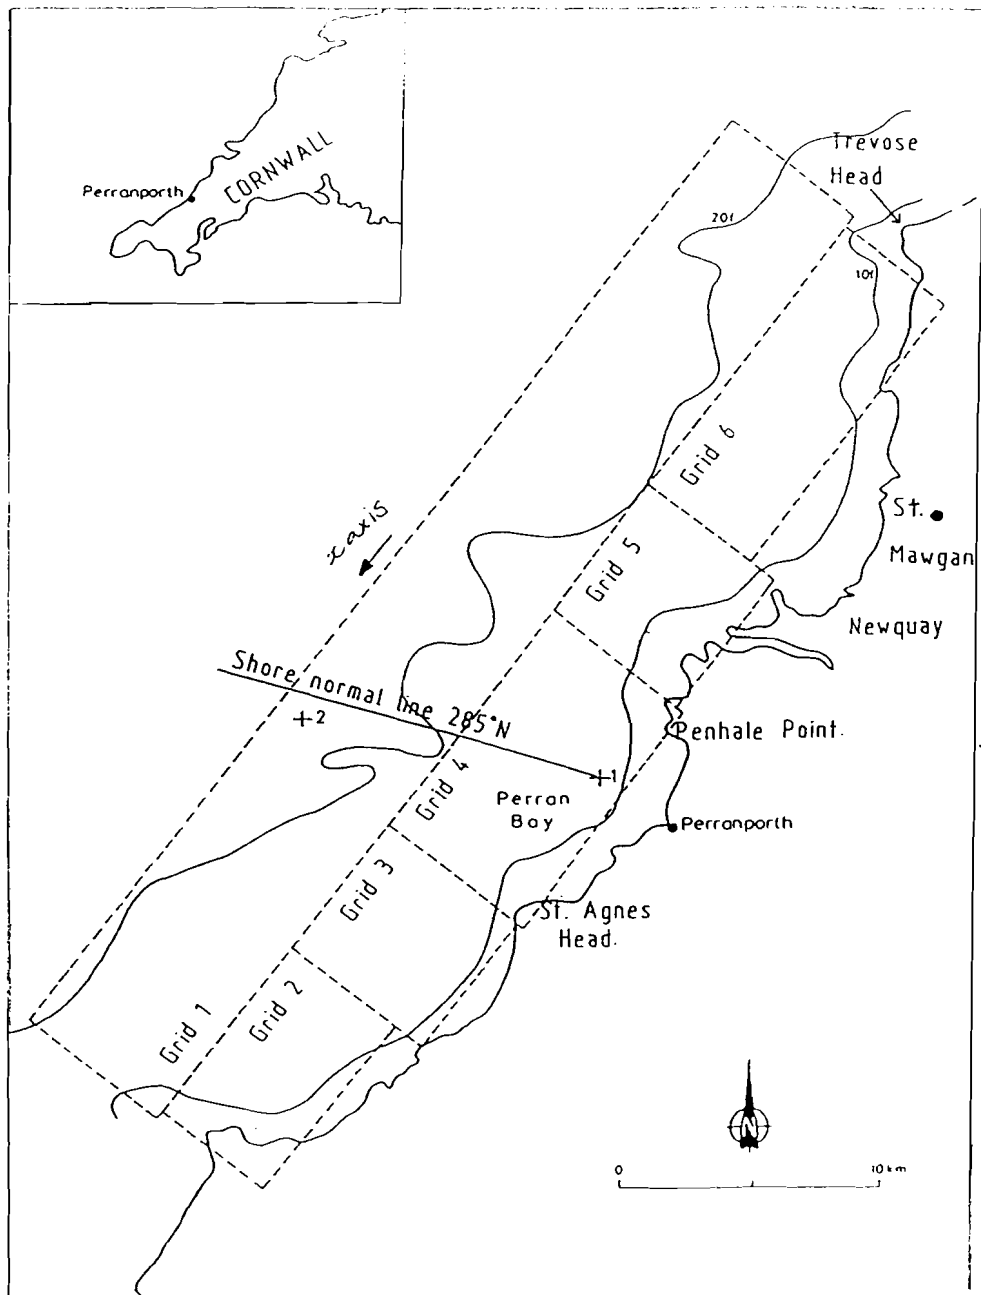 CORNWALL
Perranporth
Trevose
Head
20f
10f
Grid 6
x axis
St.
Mawgan
Grid 5
Newquay
Shore normal line 285°N
+2
Penhale Point.
Grid 4
+1
Perran
Bay
Perranporth
Grid 3
St. Agnes
Head.
Grid 2
Grid 1
N
0
10 km